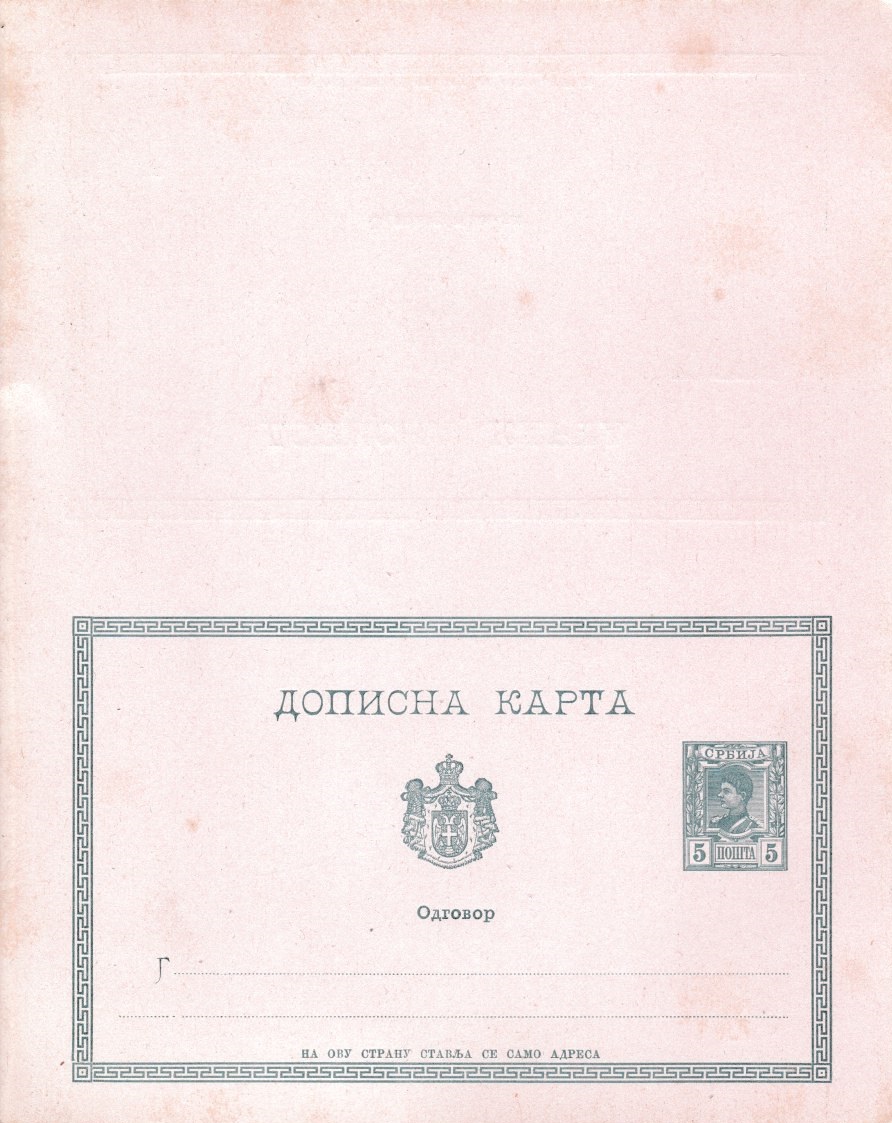 ДОПИСНА КАРТА
СРБИЈА
5 ПОШТА 5
Одговор
Г
НА ОВУ СТРАНУ СТАВЉА СЕ САМО АДРЕСА